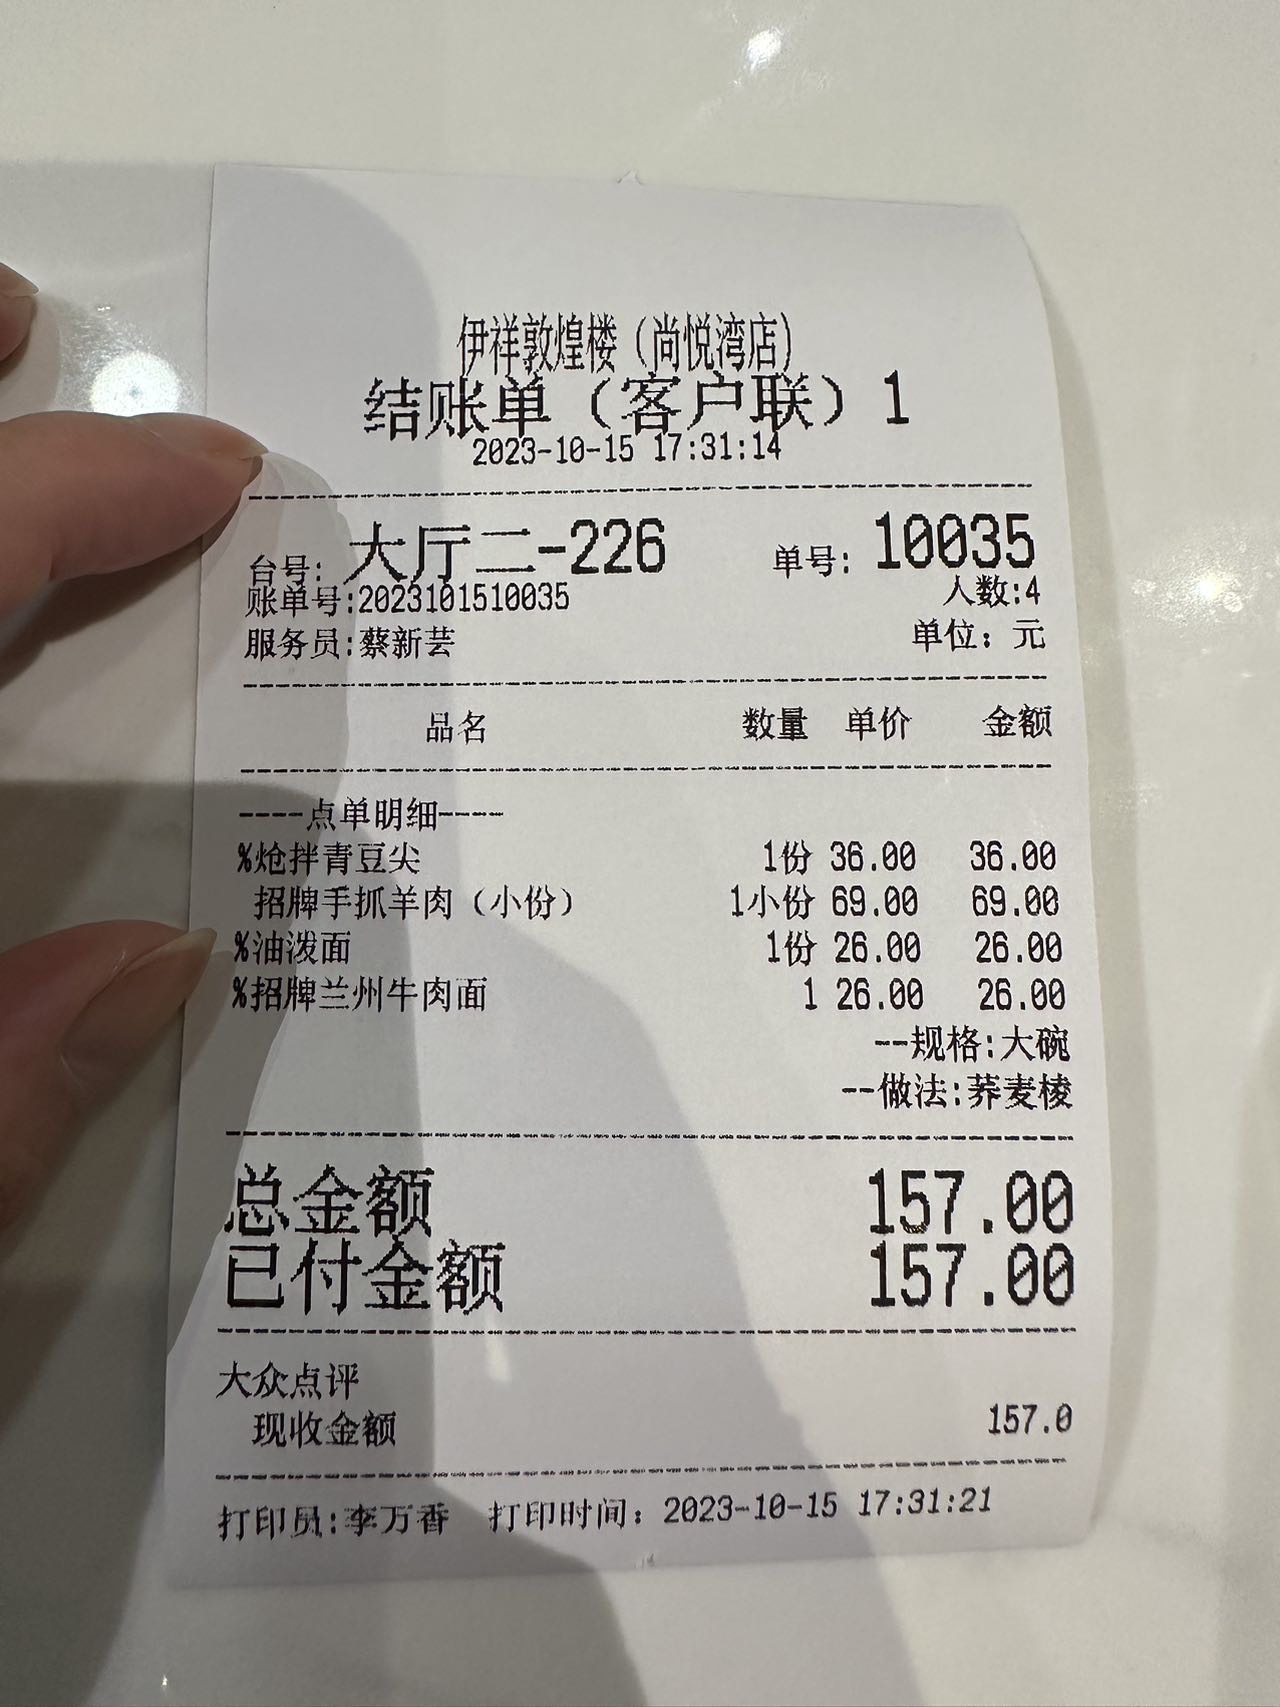 伊祥敦煌楼（尚悦湾店）
结账单（客户联）1
2023-10-15 17:31:14
台号: 大厅二-226 单号: 10035
账单号:2023101510035 人数:4
服务员:蔡新芸 单位：元
品名 数量 单价 金额
----点单明细----
%炝拌青豆尖 1份 36.00 36.00
招牌手抓羊肉（小份） 1小份 69.00 69.00
%油泼面 1份 26.00 26.00
%招牌兰州牛肉面 1 26.00 26.00
--规格:大碗
--做法:荞麦棱
总金额 157.00
已付金额 157.00
大众点评
现收金额 157.0
打印员:李万香 打印时间：2023-10-15 17:31:21